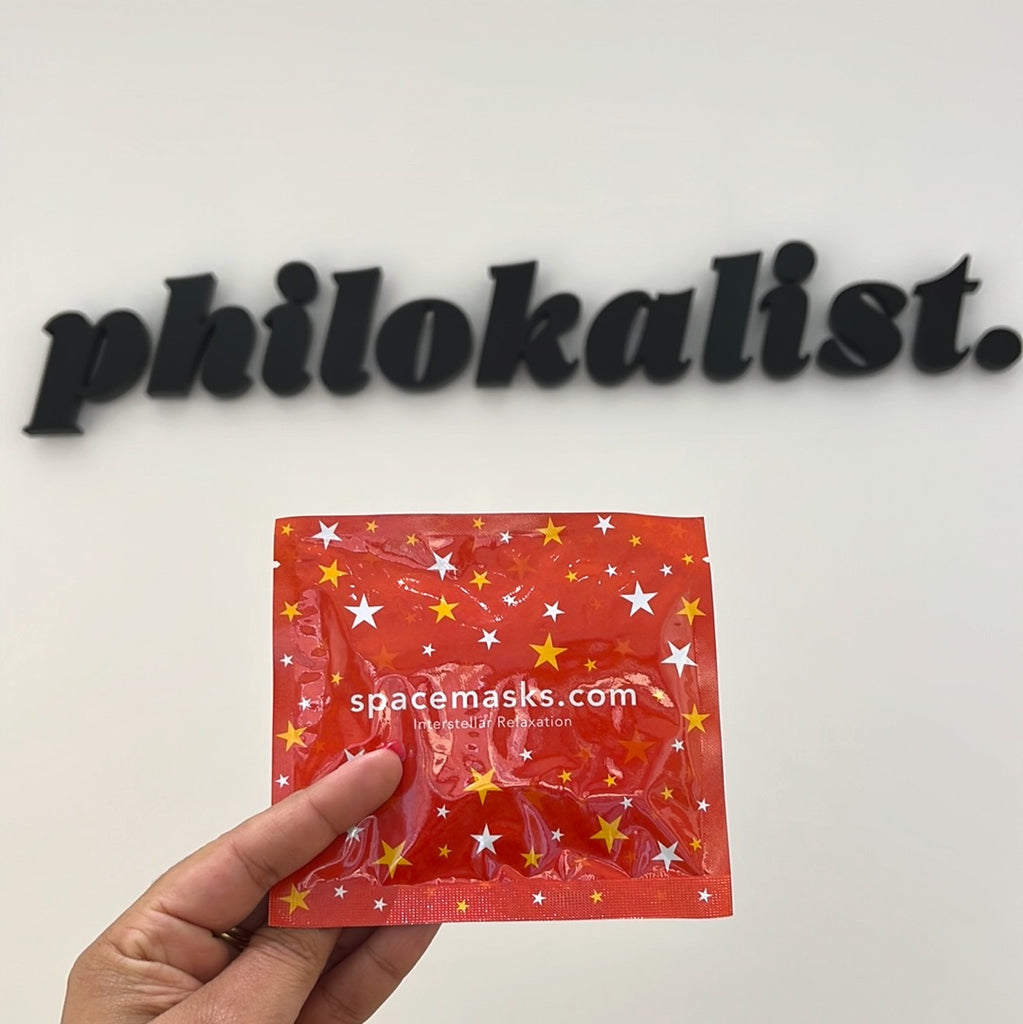 philokalist.
spacemasks.com
Interstellar Relaxation